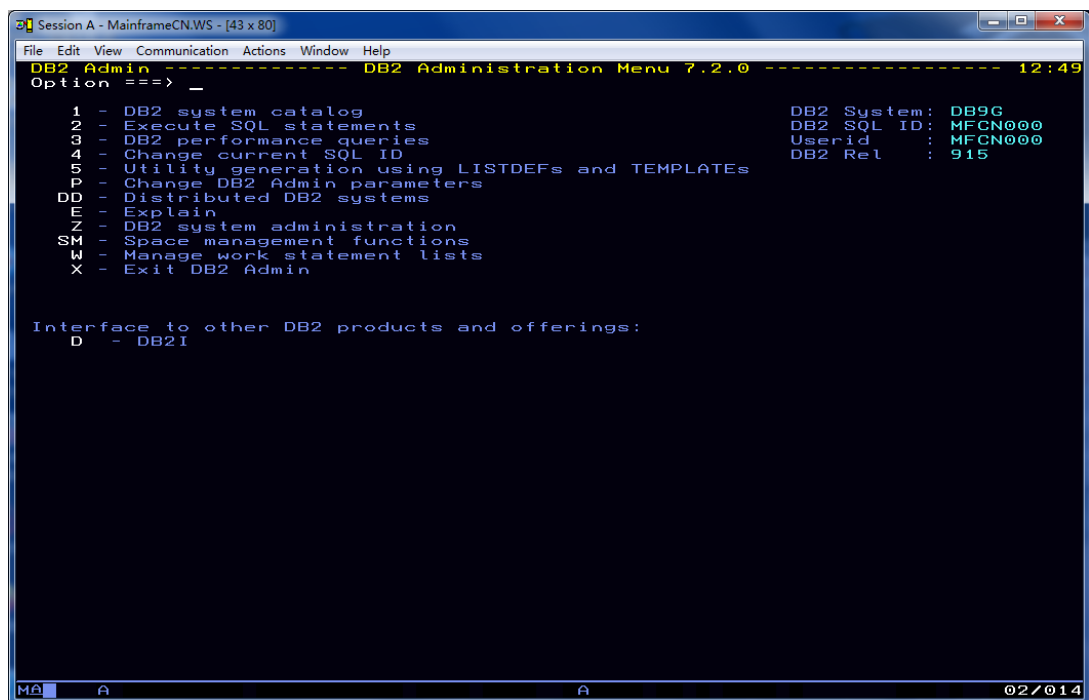 Session A - MainframeCN.WS - [43 x 80]
File Edit View Communication Actions Window Help
DB2 Admin -------------- DB2 Administration Menu 7.2.0 ------------------ 12:49
Option ===> _
1 - DB2 system catalog DB2 System: DB9G
2 - Execute SQL statements DB2 SQL ID: MFCN000
3 - DB2 performance queries Userid : MFCN000
4 - Change current SQL ID DB2 Rel : 915
5 - Utility generation using LISTDEFs and TEMPLATEs
P - Change DB2 Admin parameters
DD - Distributed DB2 systems
E - Explain
Z - DB2 system administration
SM - Space management functions
W - Manage work statement lists
X - Exit DB2 Admin
Interface to other DB2 products and offerings:
D - DB2I
MA A A 02/014